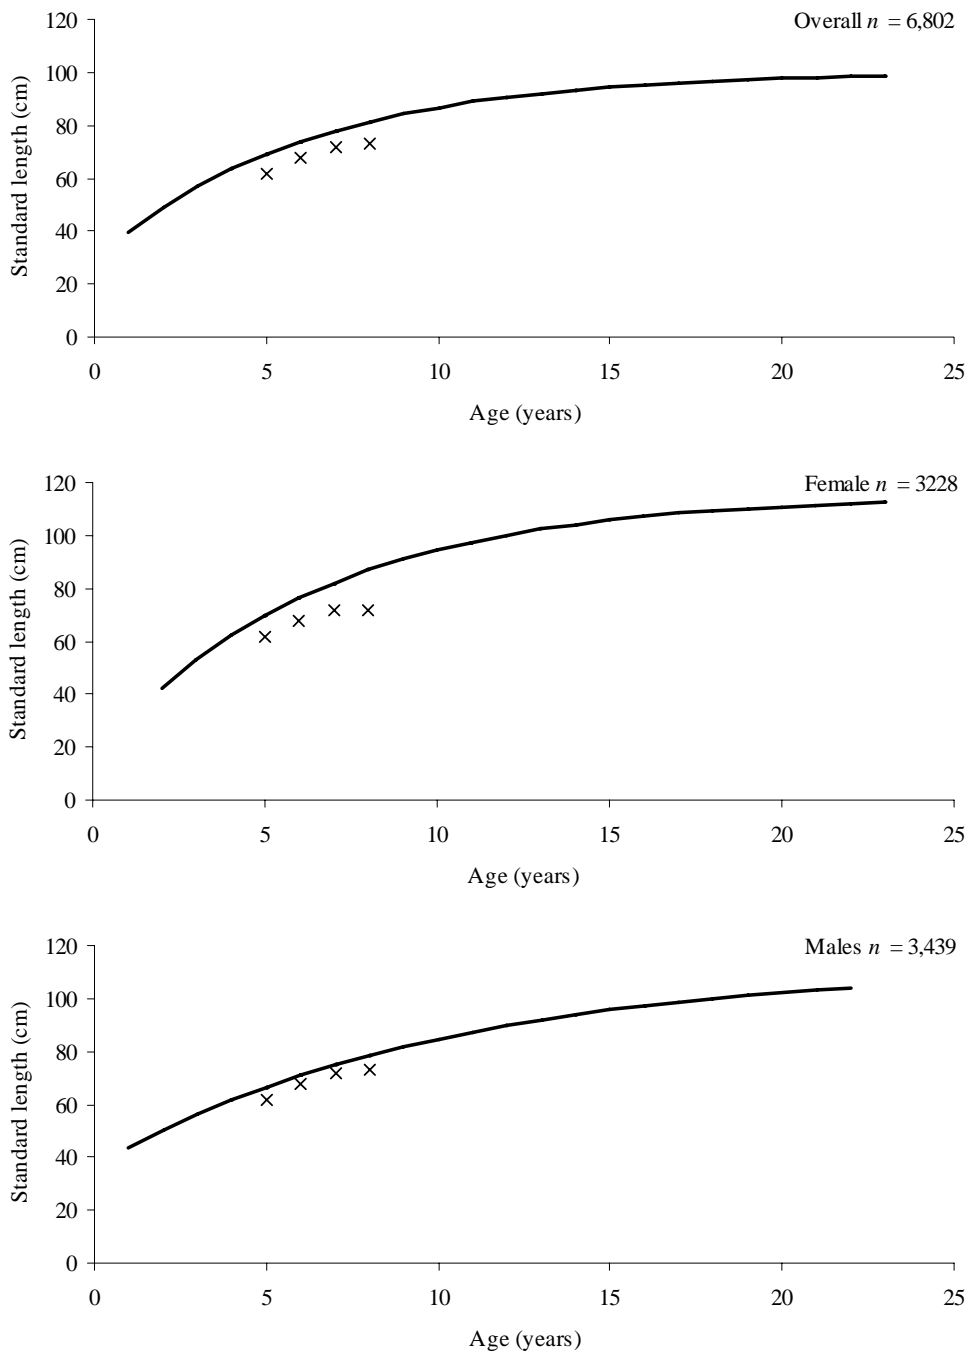 Overall n = 6,802
120
100
80
60
40
20
0
Standard length (cm)
0 5 10 15 20 25
Age (years)
Female n = 3228
120
100
80
60
40
20
0
Standard length (cm)
0 5 10 15 20 25
Age (years)
Males n = 3,439
120
100
80
60
40
20
0
Standard length (cm)
0 5 10 15 20 25
Age (years)